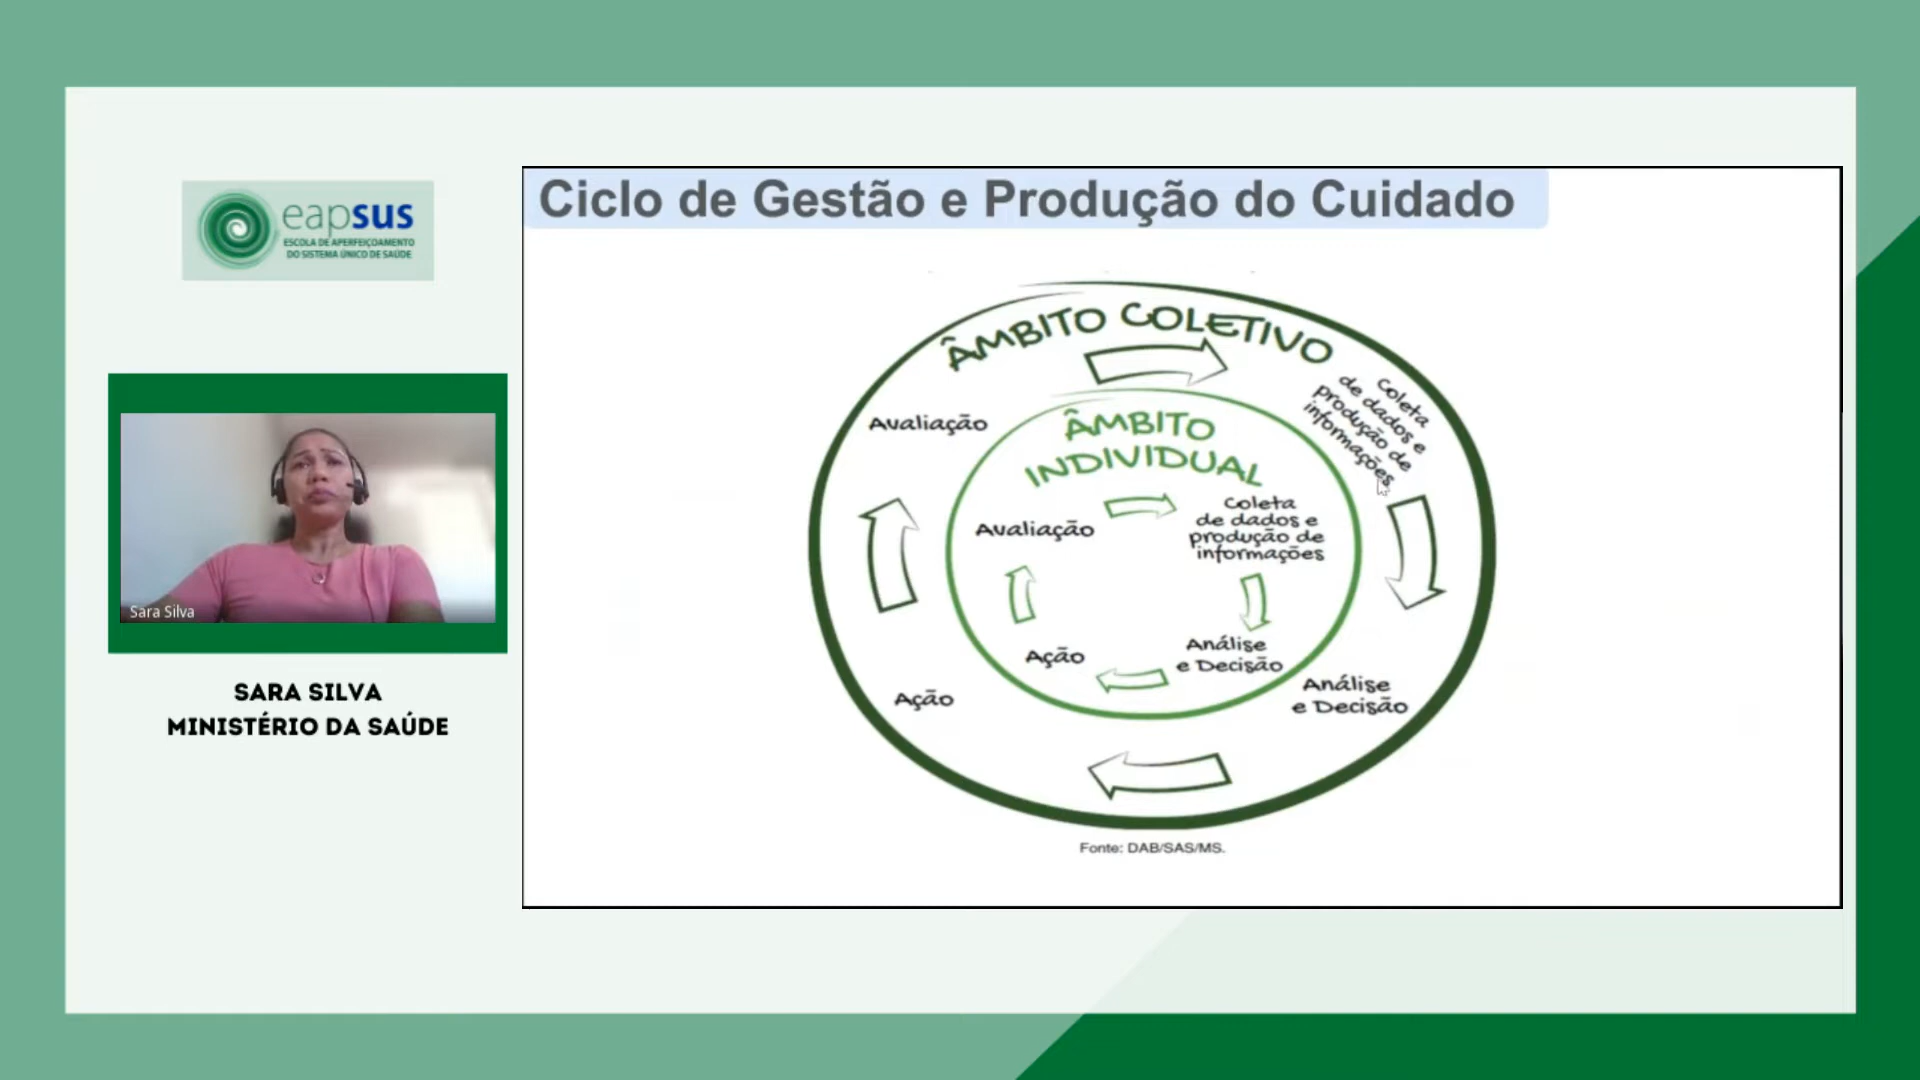 eapsus
ESCOLA DE APERFEIÇOAMENTO
DO SISTEMA ÚNICO DE SAÚDE
Sara Silva
SARA SILVA
MINISTÉRIO DA SAÚDE
Ciclo de Gestão e Produção do Cuidado
ÂMBITO COLETIVO
Coleta
de dados e
produção de
informações
Análise
e Decisão
Ação
Avaliação
ÂMBITO
INDIVIDUAL
Coleta
de dados e
produção de
informações
Análise
e Decisão
Ação
Avaliação
Fonte: DAB/SAS/MS.